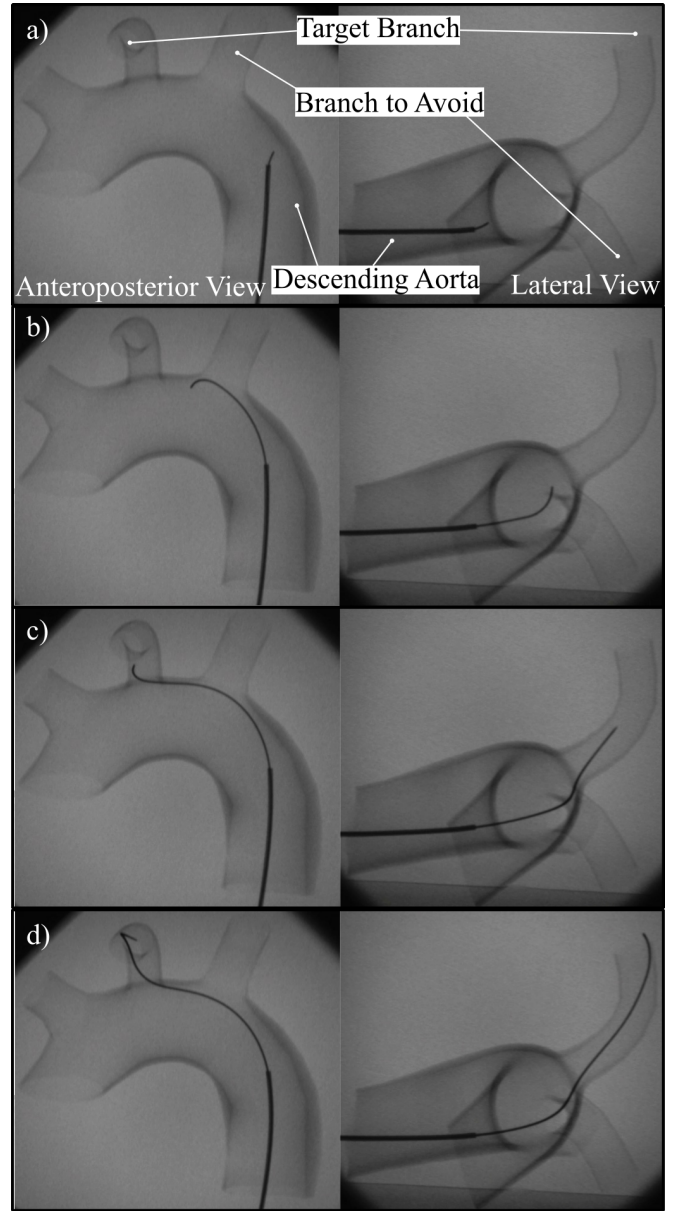 a)
Target Branch
Branch to Avoid
Descending Aorta
Anteroposterior View
Lateral View
b)
c)
d)